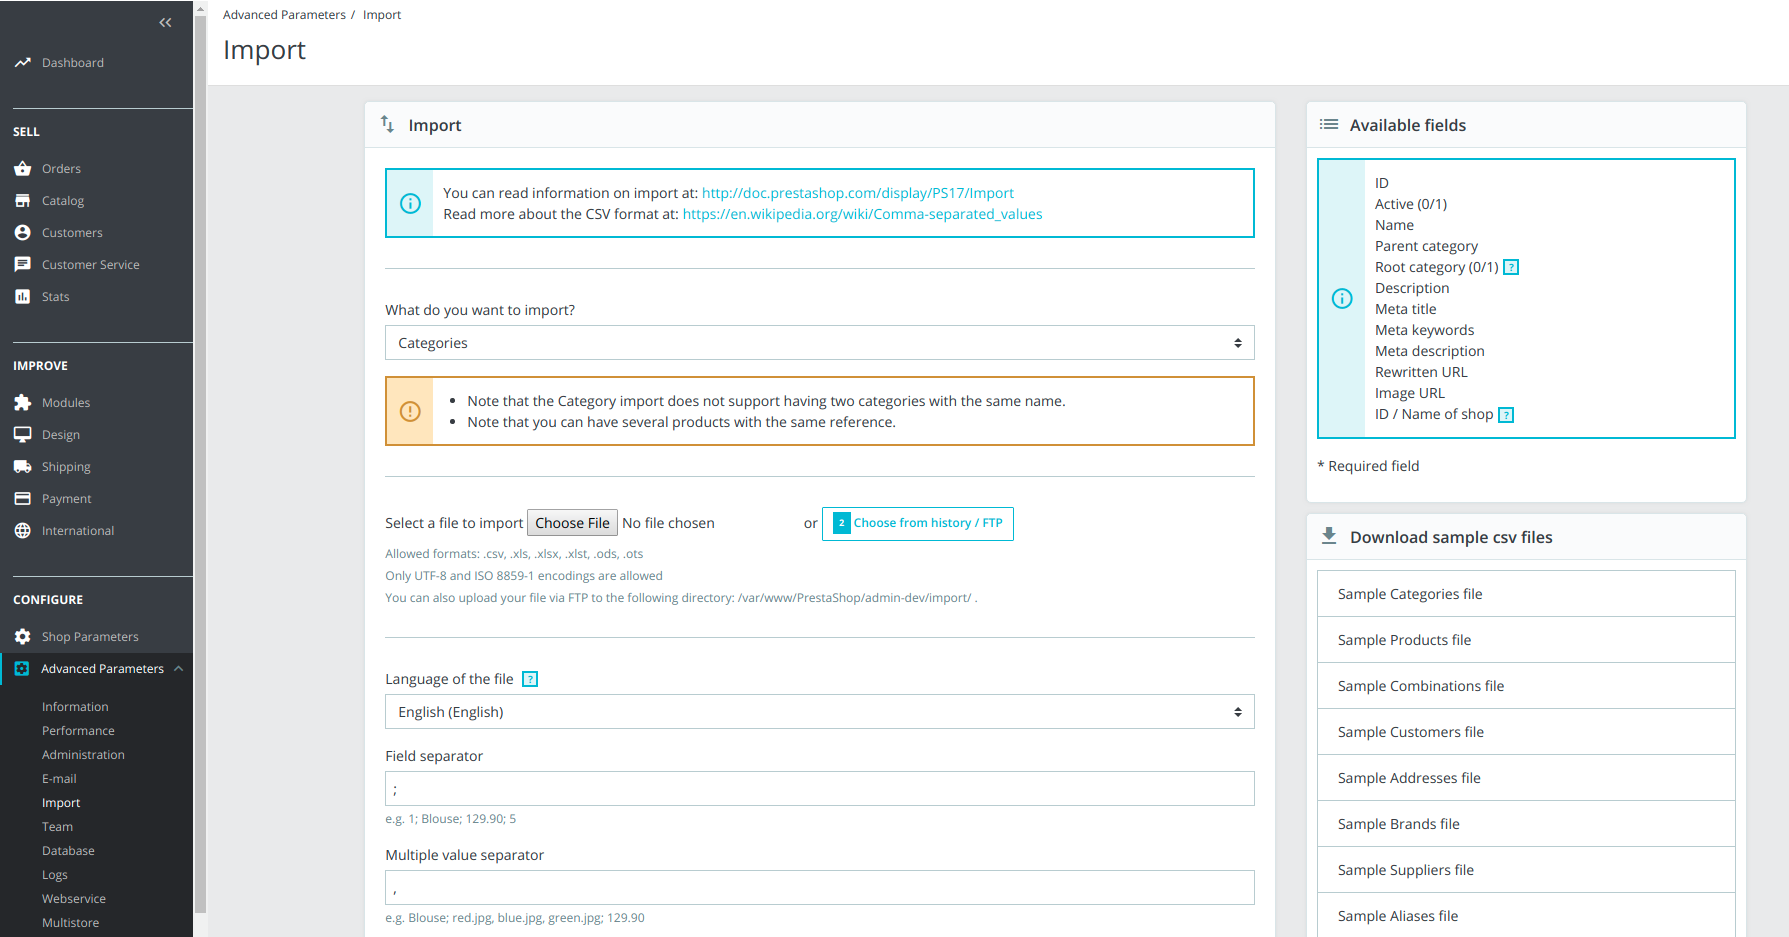 Dashboard
SELL
Orders
Catalog
Customers
Customer Service
Stats
IMPROVE
Modules
Design
Shipping
Payment
International
CONFIGURE
Shop Parameters
Advanced Parameters
Information
Performance
Administration
E-mail
Import
Team
Database
Logs
Webservice
Multistore
Advanced Parameters / Import
Import
Import
You can read information on import at: http://doc.prestashop.com/display/PS17/Import
Read more about the CSV format at: https://en.wikipedia.org/wiki/Comma-separated_values
What do you want to import?
Categories
• Note that the Category import does not support having two categories with the same name.
• Note that you can have several products with the same reference.
Select a file to import Choose File No file chosen or 2 Choose from history / FTP
Allowed formats: .csv, .xls, .xlsx, .xlst, .ods, .ots
Only UTF-8 and ISO 8859-1 encodings are allowed
You can also upload your file via FTP to the following directory: /var/www/PrestaShop/admin-dev/import/ .
Language of the file ?
English (English)
Field separator
;
e.g. 1; Blouse; 129.90; 5
Multiple value separator
,
e.g. Blouse; red.jpg, blue.jpg, green.jpg; 129.90
Available fields
ID
Active (0/1)
Name
Parent category
Root category (0/1) ?
Description
Meta title
Meta keywords
Meta description
Rewritten URL
Image URL
ID / Name of shop ?
* Required field
Download sample csv files
Sample Categories file
Sample Products file
Sample Combinations file
Sample Customers file
Sample Addresses file
Sample Brands file
Sample Suppliers file
Sample Aliases file